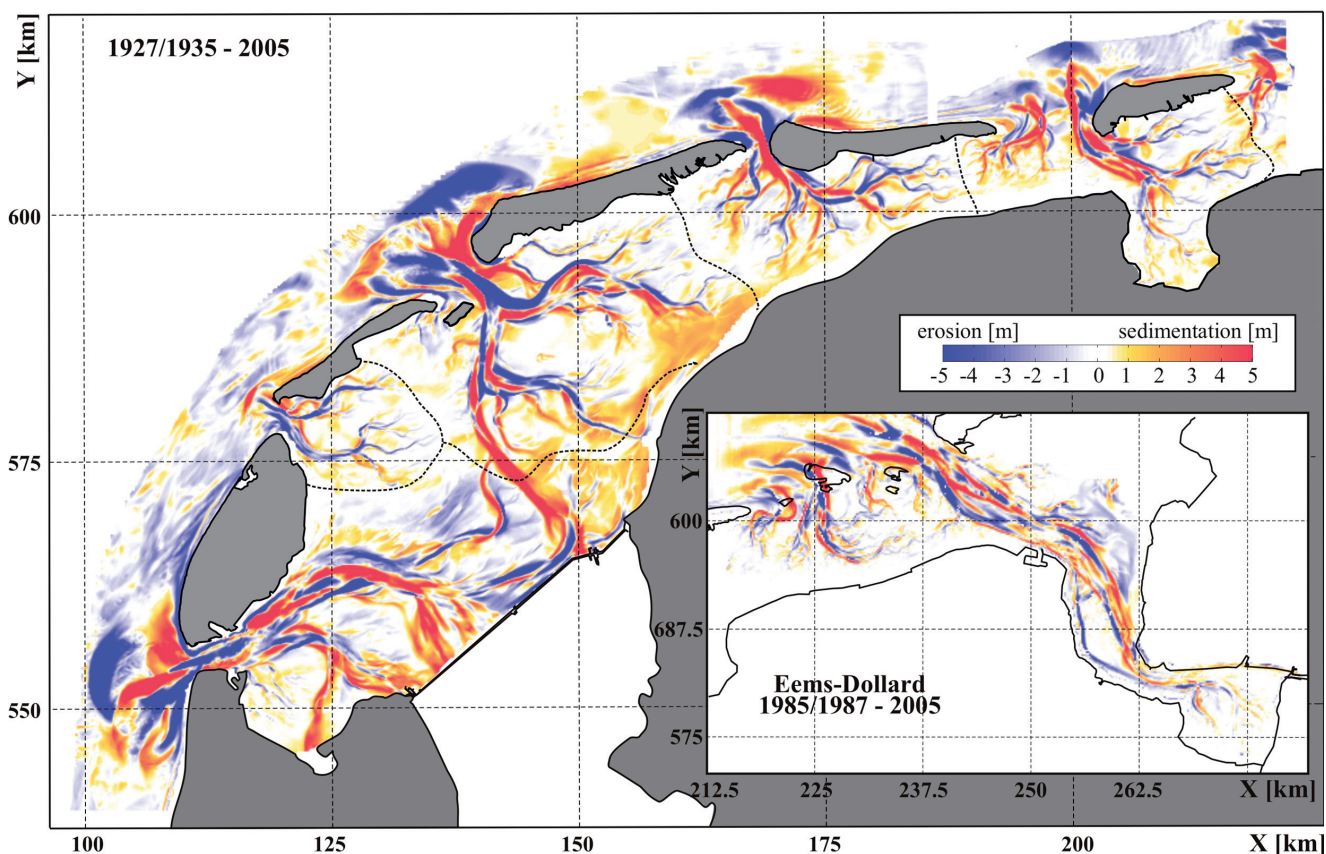 Y [km]
1927/1935 - 2005
600
575
550
100
125
150
175
200
X [km]
erosion [m]
sedimentation [m]
-5 -4 -3 -2 -1 0 1 2 3 4 5
Y [km]
600
687.5
575
Eems-Dollard
1985/1987 - 2005
212.5
225
237.5
250
262.5
X [km]